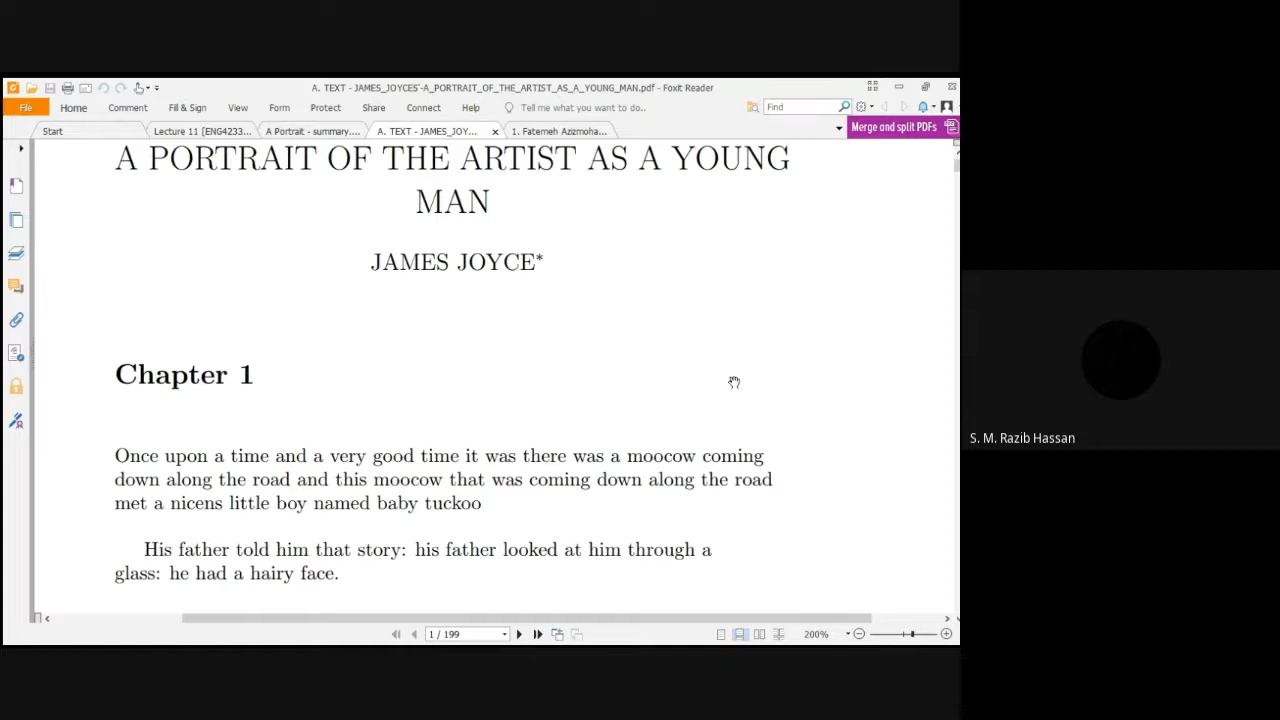 A. TEXT - JAMES_JOYCES'-A_PORTRAIT_OF_THE_ARTIST_AS_A_YOUNG_MAN.pdf - Foxit Reader
File Home Comment Fill & Sign View Form Protect Share Connect Help Tell me what you want to do.. Find
Start Lecture 11 [ENG4233... A Portrait - summary.... A. TEXT - JAMES_JOY... 1. Fatemeh Azizmoha... Merge and split PDFs
A PORTRAIT OF THE ARTIST AS A YOUNG
MAN
JAMES JOYCE*
Chapter 1
S. M. Razib Hassan
Once upon a time and a very good time it was there was a moocow coming
down along the road and this moocow that was coming down along the road
met a nicens little boy named baby tuckoo
His father told him that story: his father looked at him through a
glass: he had a hairy face.
1 / 199 200%